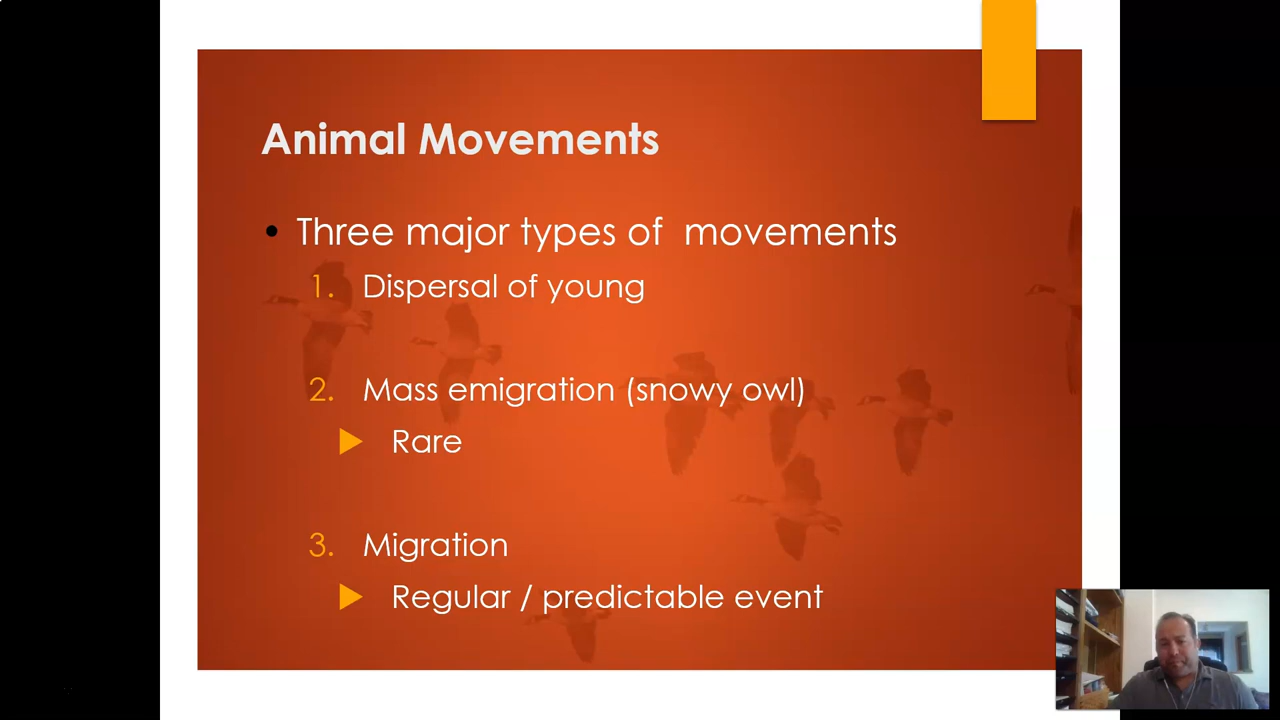 Animal Movements
• Three major types of movements
1. Dispersal of young
2. Mass emigration (snowy owl)
Rare
3. Migration
Regular / predictable event